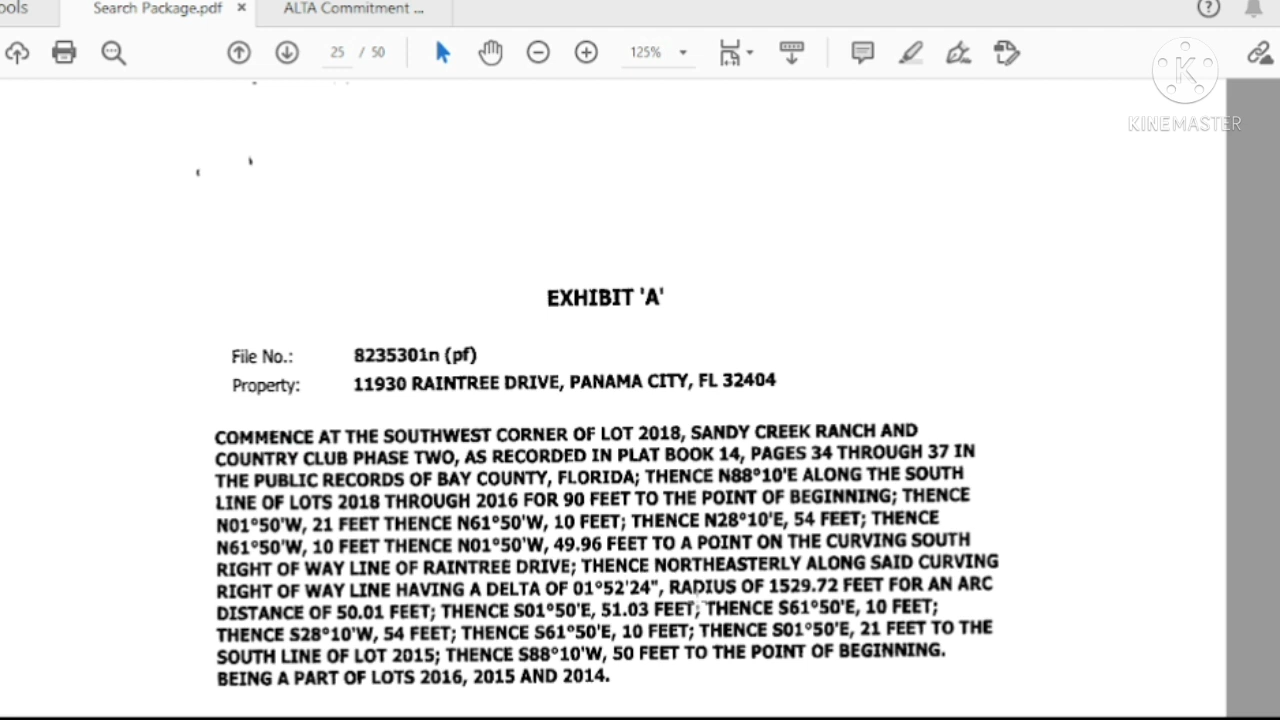 ools
Search Package.pdf ×
ALTA Commitment ...
25 / 50
125%
K
KINEMASTER
EXHIBIT 'A'
File No.: 8235301n (pf)
Property: 11930 RAINTREE DRIVE, PANAMA CITY, FL 32404
COMMENCE AT THE SOUTHWEST CORNER OF LOT 2018, SANDY CREEK RANCH AND
COUNTRY CLUB PHASE TWO, AS RECORDED IN PLAT BOOK 14, PAGES 34 THROUGH 37 IN
THE PUBLIC RECORDS OF BAY COUNTY, FLORIDA; THENCE N88°10'E ALONG THE SOUTH
LINE OF LOTS 2018 THROUGH 2016 FOR 90 FEET TO THE POINT OF BEGINNING; THENCE
N01°50'W, 21 FEET THENCE N61°50'W, 10 FEET; THENCE N28°10'E, 54 FEET; THENCE
N61°50'W, 10 FEET THENCE N01°50'W, 49.96 FEET TO A POINT ON THE CURVING SOUTH
RIGHT OF WAY LINE OF RAINTREE DRIVE; THENCE NORTHEASTERLY ALONG SAID CURVING
RIGHT OF WAY LINE HAVING A DELTA OF 01°52'24", RADIUS OF 1529.72 FEET FOR AN ARC
DISTANCE OF 50.01 FEET; THENCE S01°50'E, 51.03 FEET; THENCE S61°50'E, 10 FEET;
THENCE S28°10'W, 54 FEET; THENCE S61°50'E, 10 FEET; THENCE S01°50'E, 21 FEET TO THE
SOUTH LINE OF LOT 2015; THENCE S88°10'W, 50 FEET TO THE POINT OF BEGINNING.
BEING A PART OF LOTS 2016, 2015 AND 2014.